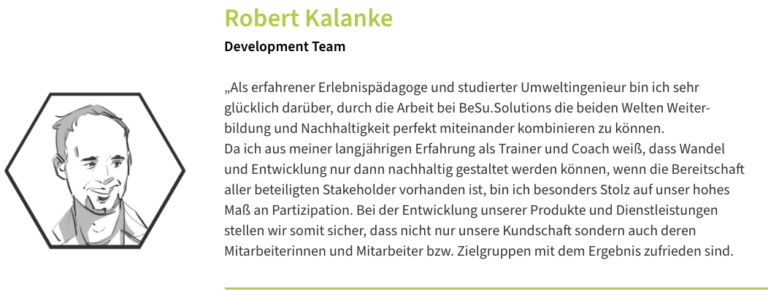 Robert Kalanke
Development Team
„Als erfahrener Erlebnispädagoge und studierter Umweltingenieur bin ich sehr
glücklich darüber, durch die Arbeit bei BeSu.Solutions die beiden Welten Weiter-
bildung und Nachhaltigkeit perfekt miteinander kombinieren zu können.
Da ich aus meiner langjährigen Erfahrung als Trainer und Coach weiß, dass Wandel
und Entwicklung nur dann nachhaltig gestaltet werden können, wenn die Bereitschaft
aller beteiligten Stakeholder vorhanden ist, bin ich besonders Stolz auf unser hohes
Maß an Partizipation. Bei der Entwicklung unserer Produkte und Dienstleistungen
stellen wir somit sicher, dass nicht nur unsere Kundschaft sondern auch deren
Mitarbeiterinnen und Mitarbeiter bzw. Zielgruppen mit dem Ergebnis zufrieden sind.